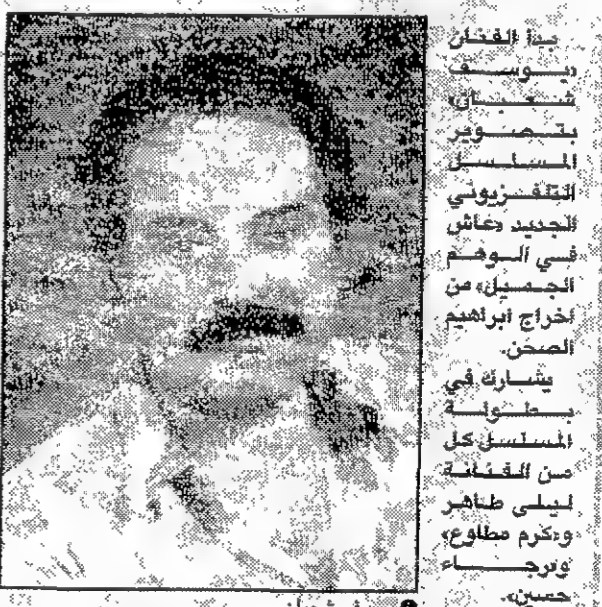 بدأ الفنان
«يوسف
شعبان»
بتصوير
المسلسل
التلفزيوني
الجديد «عاش
في الوهم
الجميل» من
اخراج ابراهيم
الصحن.
يشارك في
بطولة
المسلسل كل
من الفنانة
ليلى طاهر
و«كرم مطاوع»
و«رجاء
حسين».